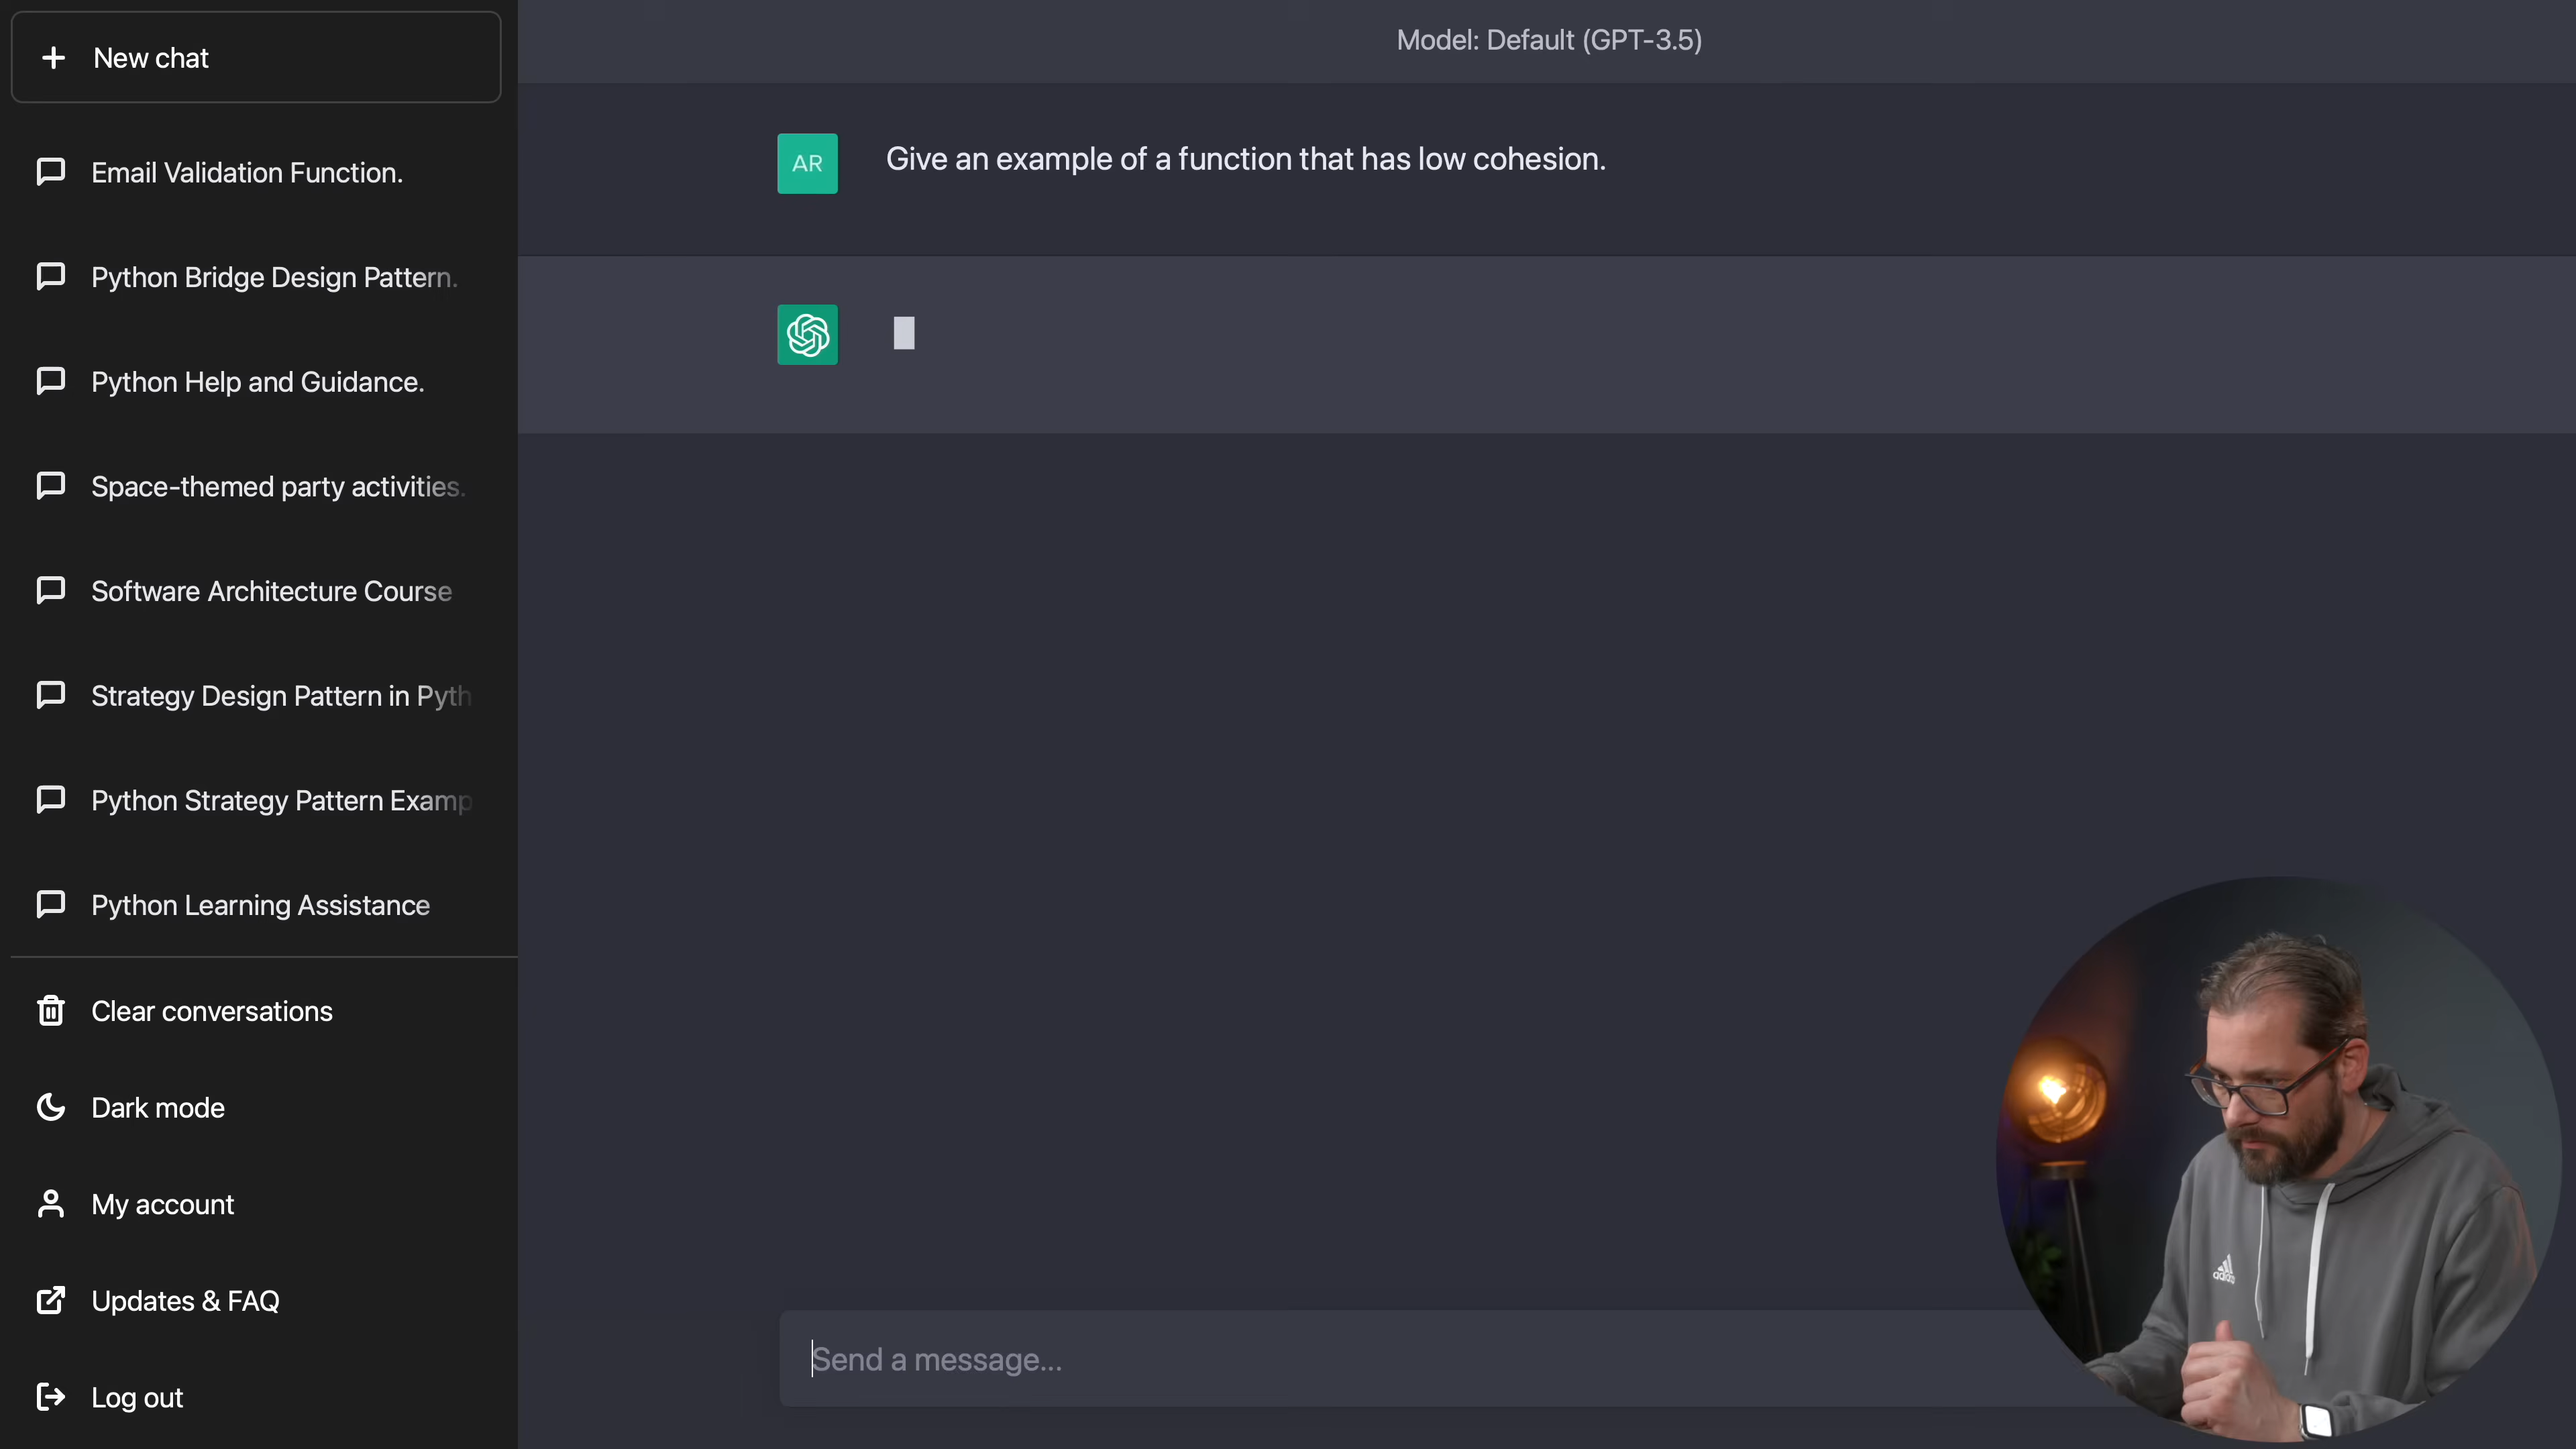 New chat
Email Validation Function.
Python Bridge Design Pattern.
Python Help and Guidance.
Space-themed party activities.
Software Architecture Course
Strategy Design Pattern in Pyth
Python Strategy Pattern Examp
Python Learning Assistance
Clear conversations
Dark mode
My account
Updates & FAQ
Log out
Model: Default (GPT-3.5)
AR
Give an example of a function that has low cohesion.
Send a message...
adidas